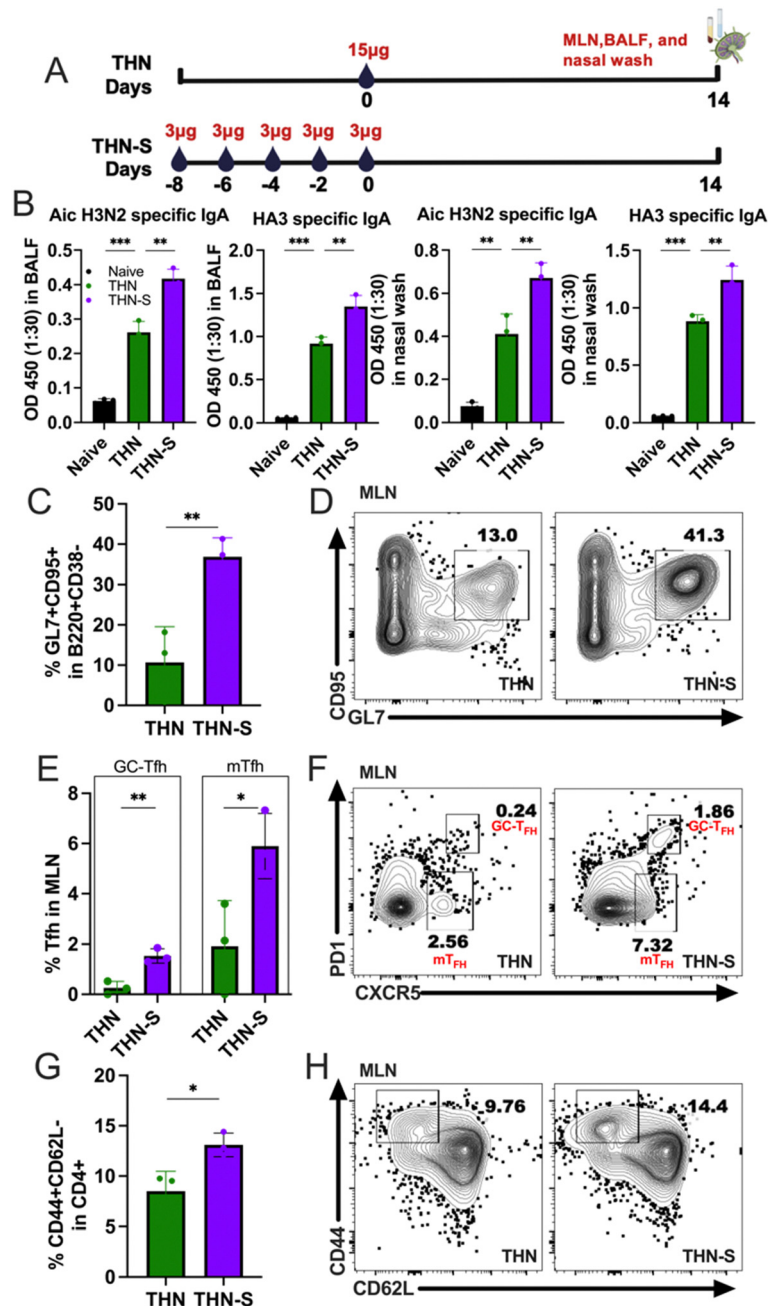 A
THN
Days
15µg
0
MLN,BALF, and
nasal wash
14
THN-S
Days
3µg 3µg 3µg 3µg 3µg
-8 -6 -4 -2 0 14
B
Aic H3N2 specific IgA
OD 450 (1:30) in BALF
0.5
0.4
0.3
0.2
0.1
0.0
*** **
Naive
THN
THN-S
Naive THN THN-S
HA3 specific IgA
OD 450 (1:30) in BALF
2.0
1.5
1.0
0.5
0.0
*** **
Naive THN THN-S
Aic H3N2 specific IgA
OD 450 (1:30)
in nasal wash
0.8
0.6
0.4
0.2
0.0
** **
Naive THN THN-S
HA3 specific IgA
OD 450 (1:30)
in nasal wash
1.5
1.0
0.5
0.0
*** **
Naive THN THN-S
C
% GL7+CD95+
in B220+CD38-
50
40
30
20
10
0
**
THN THN-S
D
MLN
13.0
THN
41.3
THN-S
CD95
GL7
E
GC-Tfh mTfh
% Tfh in MLN
8
6
4
2
0
** *
THN THN-S THN THN-S
F
MLN
0.24
GC-TFH
2.56
mTFH
THN
1.86
GC-TFH
7.32
mTFH
THN-S
PD1
CXCR5
G
% CD44+CD62L-
in CD4+
20
15
10
5
0
*
THN THN-S
H
MLN
9.76
THN
14.4
THN-S
CD44
CD62L